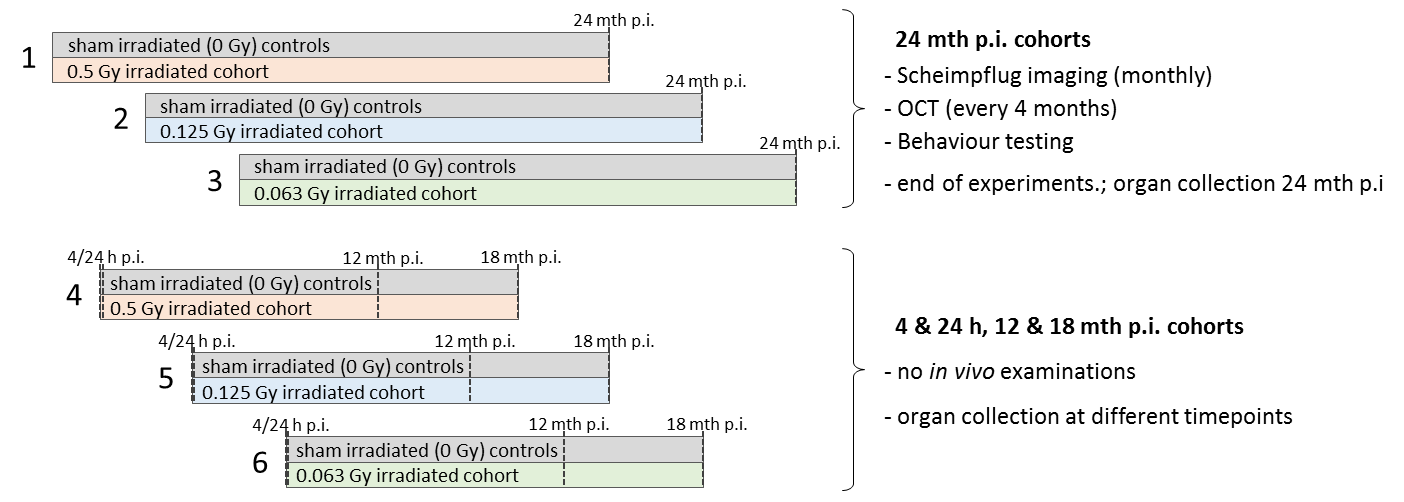 24 mth p.i.
1
sham irradiated (0 Gy) controls
0.5 Gy irradiated cohort
24 mth p.i.
2
sham irradiated (0 Gy) controls
0.125 Gy irradiated cohort
24 mth p.i.
3
sham irradiated (0 Gy) controls
0.063 Gy irradiated cohort
24 mth p.i. cohorts
- Scheimpflug imaging (monthly)
- OCT (every 4 months)
- Behaviour testing
- end of experiments.; organ collection 24 mth p.i
4/24 h p.i. 12 mth p.i. 18 mth p.i.
4
sham irradiated (0 Gy) controls
0.5 Gy irradiated cohort
4/24 h p.i. 12 mth p.i. 18 mth p.i.
5
sham irradiated (0 Gy) controls
0.125 Gy irradiated cohort
4/24 h p.i. 12 mth p.i. 18 mth p.i.
6
sham irradiated (0 Gy) controls
0.063 Gy irradiated cohort
4 & 24 h, 12 & 18 mth p.i. cohorts
- no in vivo examinations
- organ collection at different timepoints